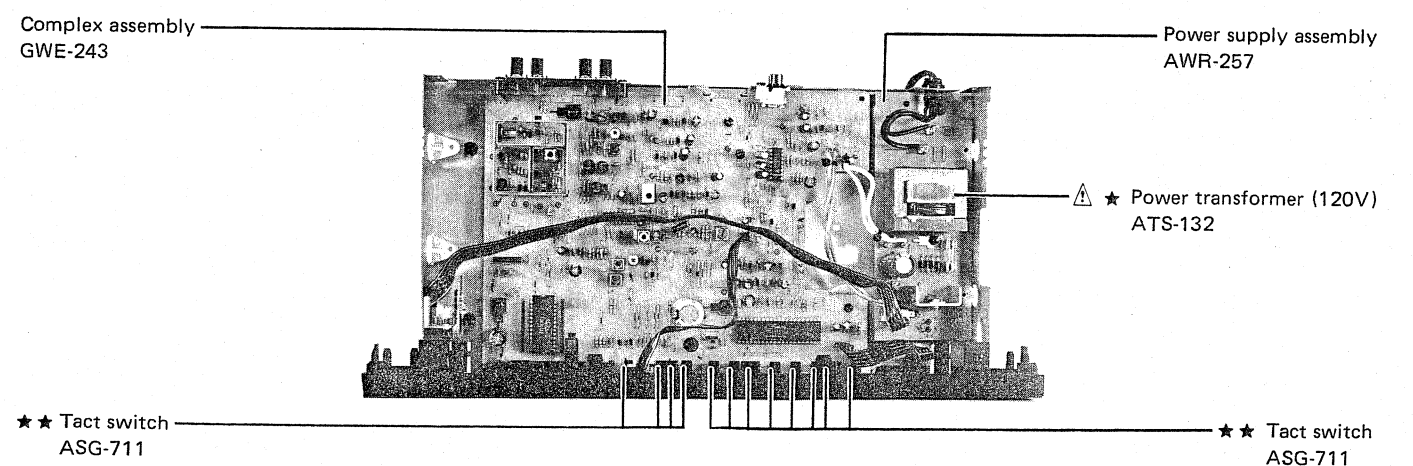 Complex assembly
GWE-243
Power supply assembly
AWR-257
⚠ ★ Power transformer (120V)
ATS-132
★★ Tact switch
ASG-711
★★ Tact switch
ASG-711